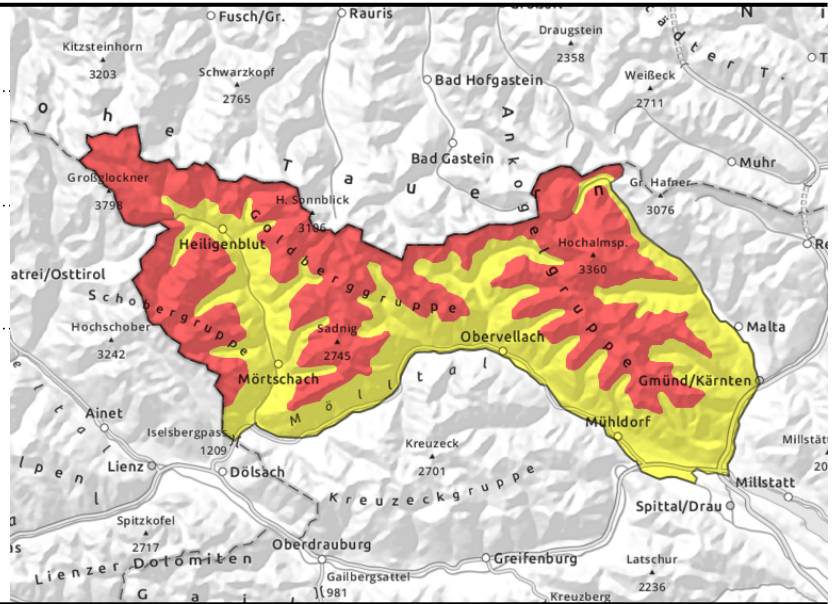 Fusch/Gr.
Rauris
N
Draugstein
2358
Kitzsteinhorn
3203
Schwarzkopf
2765
Bad Hofgastein
Weißeck
2711
ädter T.
ohe Tauern
Ankogelgruppe
Bad Gastein
Muhr
Großglockner
3798
H. Sonnblick
3106
Gr. Hafner
3076
Heiligenblut
Goldberggruppe
Hochalmsp.
3360
atrei/Osttirol
Schobergruppe
Hochschober
3242
Sadnig
2745
Obervellach
Malta
Mörtschach
Gmünd/Kärnten
Mölltal
Ainet
Iselsbergpass
1209
Mühldorf
Kreuzeck
2701
Lienz
Dölsach
Kreuzeckgruppe
Millstatt
Spittal/Drau
Spitzkofel
2717
Oberdrauburg
Greifenburg
Lienzer Dolomiten
Gailbergsattel
981
Latschur
2236
Kreuzberg
G a i l